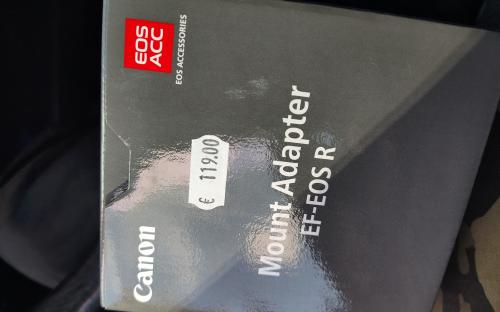 EOS
ACC
EOS ACCESSORIES
€ 119.00
Mount Adapter
EF-EOS R
Canon